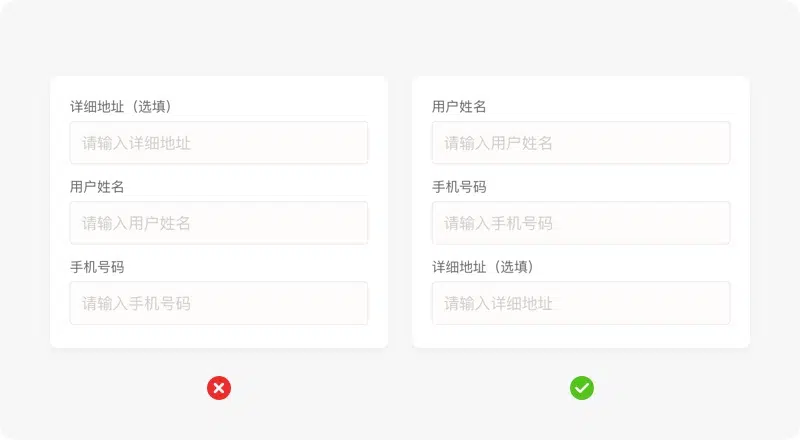 详细地址（选填）
请输入详细地址
用户姓名
请输入用户姓名
手机号码
请输入手机号码
用户姓名
请输入用户姓名
手机号码
请输入手机号码
详细地址（选填）
请输入详细地址